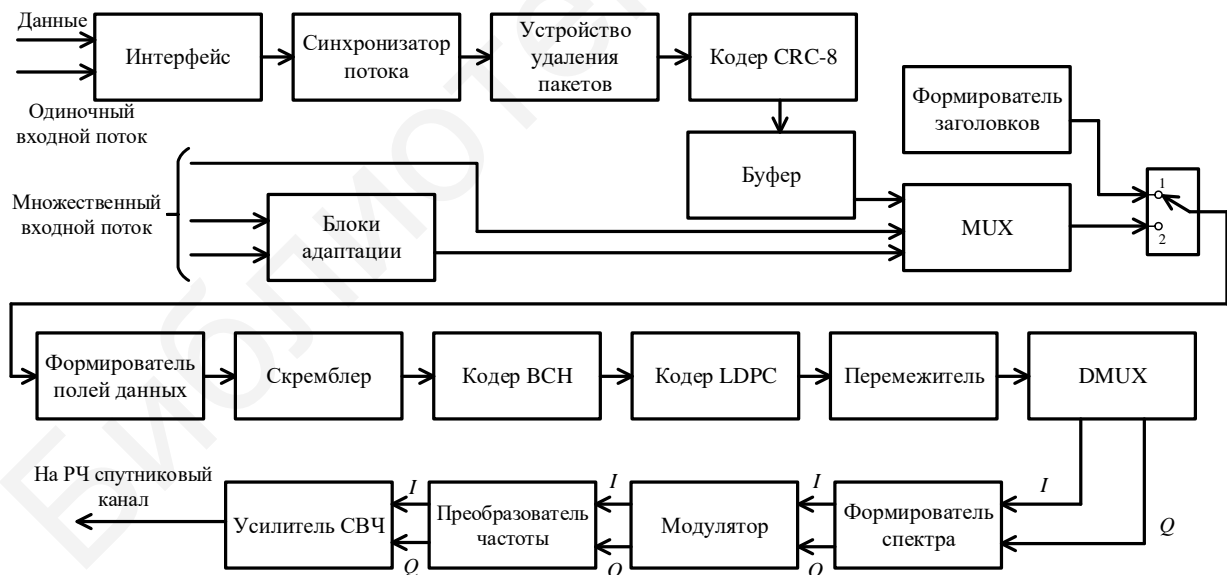 Данные
Интерфейс
Синхронизатор
потока
Устройство
удаления
пакетов
Кодер CRC-8
Одиночный
входной поток
Формирователь
заголовков
Буфер
Множественный
входной поток
Блоки
адаптации
MUX
1
2
Формирователь
полей данных
Скремблер
Кодер BCH
Кодер LDPC
Перемежитель
DMUX
На РЧ спутниковый
канал
Усилитель СВЧ
I
Q
Преобразователь
частоты
I
Q
Модулятор
I
Q
Формирователь
спектра
I
Q
Библиоте